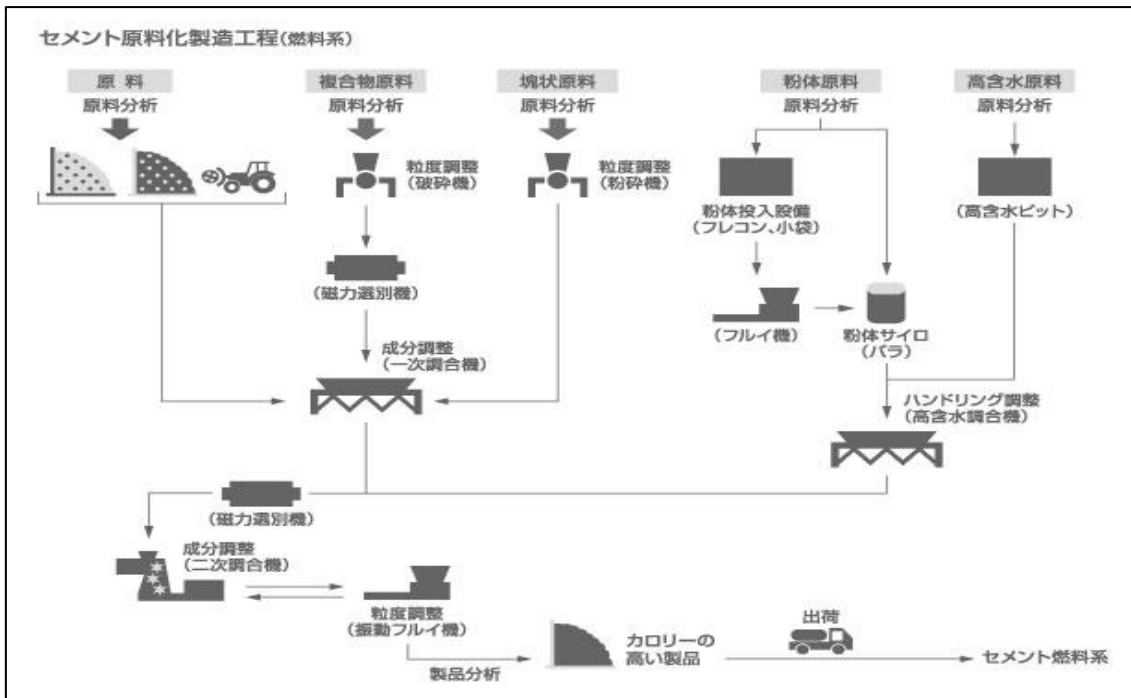 セメント原料化製造工程(燃料系)
原料
原料分析
複合物原料
原料分析
塊状原料
原料分析
粉体原料
原料分析
高含水原料
原料分析
粒度調整
(破砕機)
粒度調整
(粉砕機)
粉体投入設備
(フレコン、小袋)
(高含水ピット)
(磁力選別機)
(フルイ機)
粉体サイロ
(バラ)
成分調整
(一次調合機)
ハンドリング調整
(高含水調合機)
(磁力選別機)
成分調整
(二次調合機)
粒度調整
(振動フルイ機)
製品分析
カロリーの
高い製品
出荷
セメント燃料系